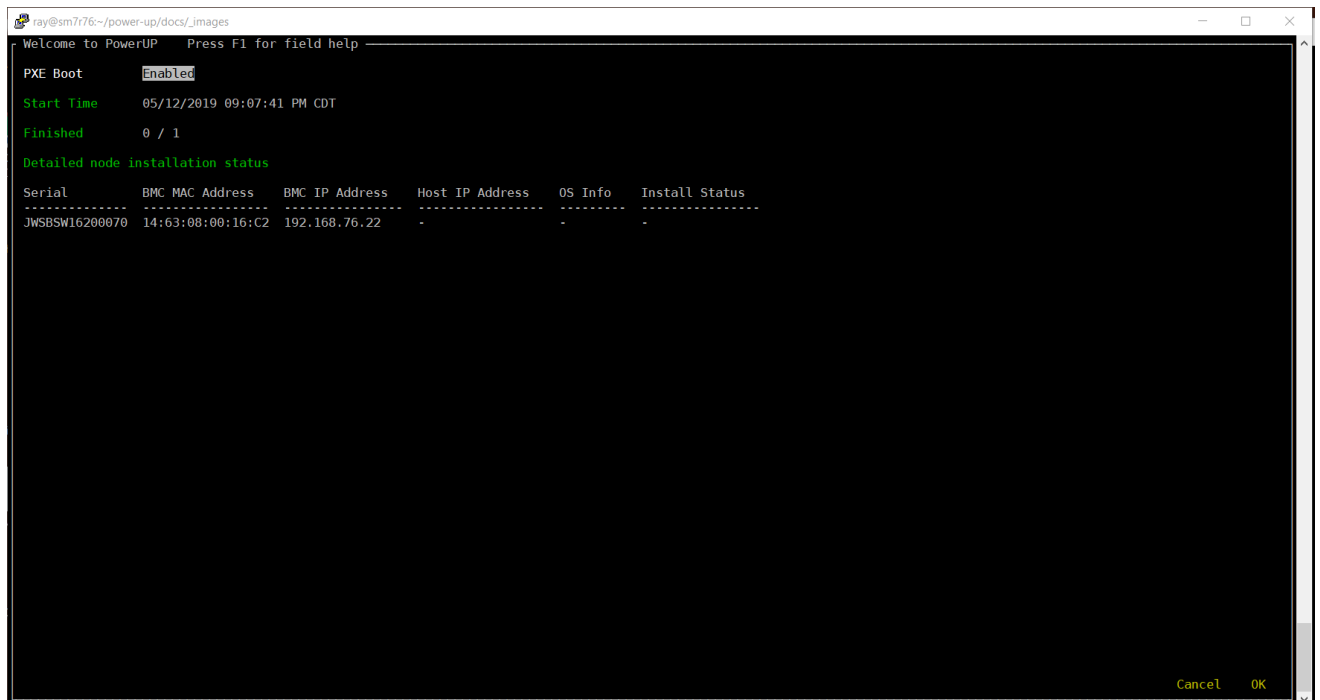 ray@sm7r76:~/power-up/docs/_images
Welcome to PowerUP    Press F1 for field help
PXE Boot        Enabled
Start Time      05/12/2019 09:07:41 PM CDT
Finished        0 / 1
Detailed node installation status
Serial          BMC MAC Address    BMC IP Address    Host IP Address    OS Info    Install Status
--------------  -----------------  ----------------  -----------------  ---------  ----------------
JWSBSW16200070  14:63:08:00:16:C2  192.168.76.22     -                  -          -
Cancel    OK